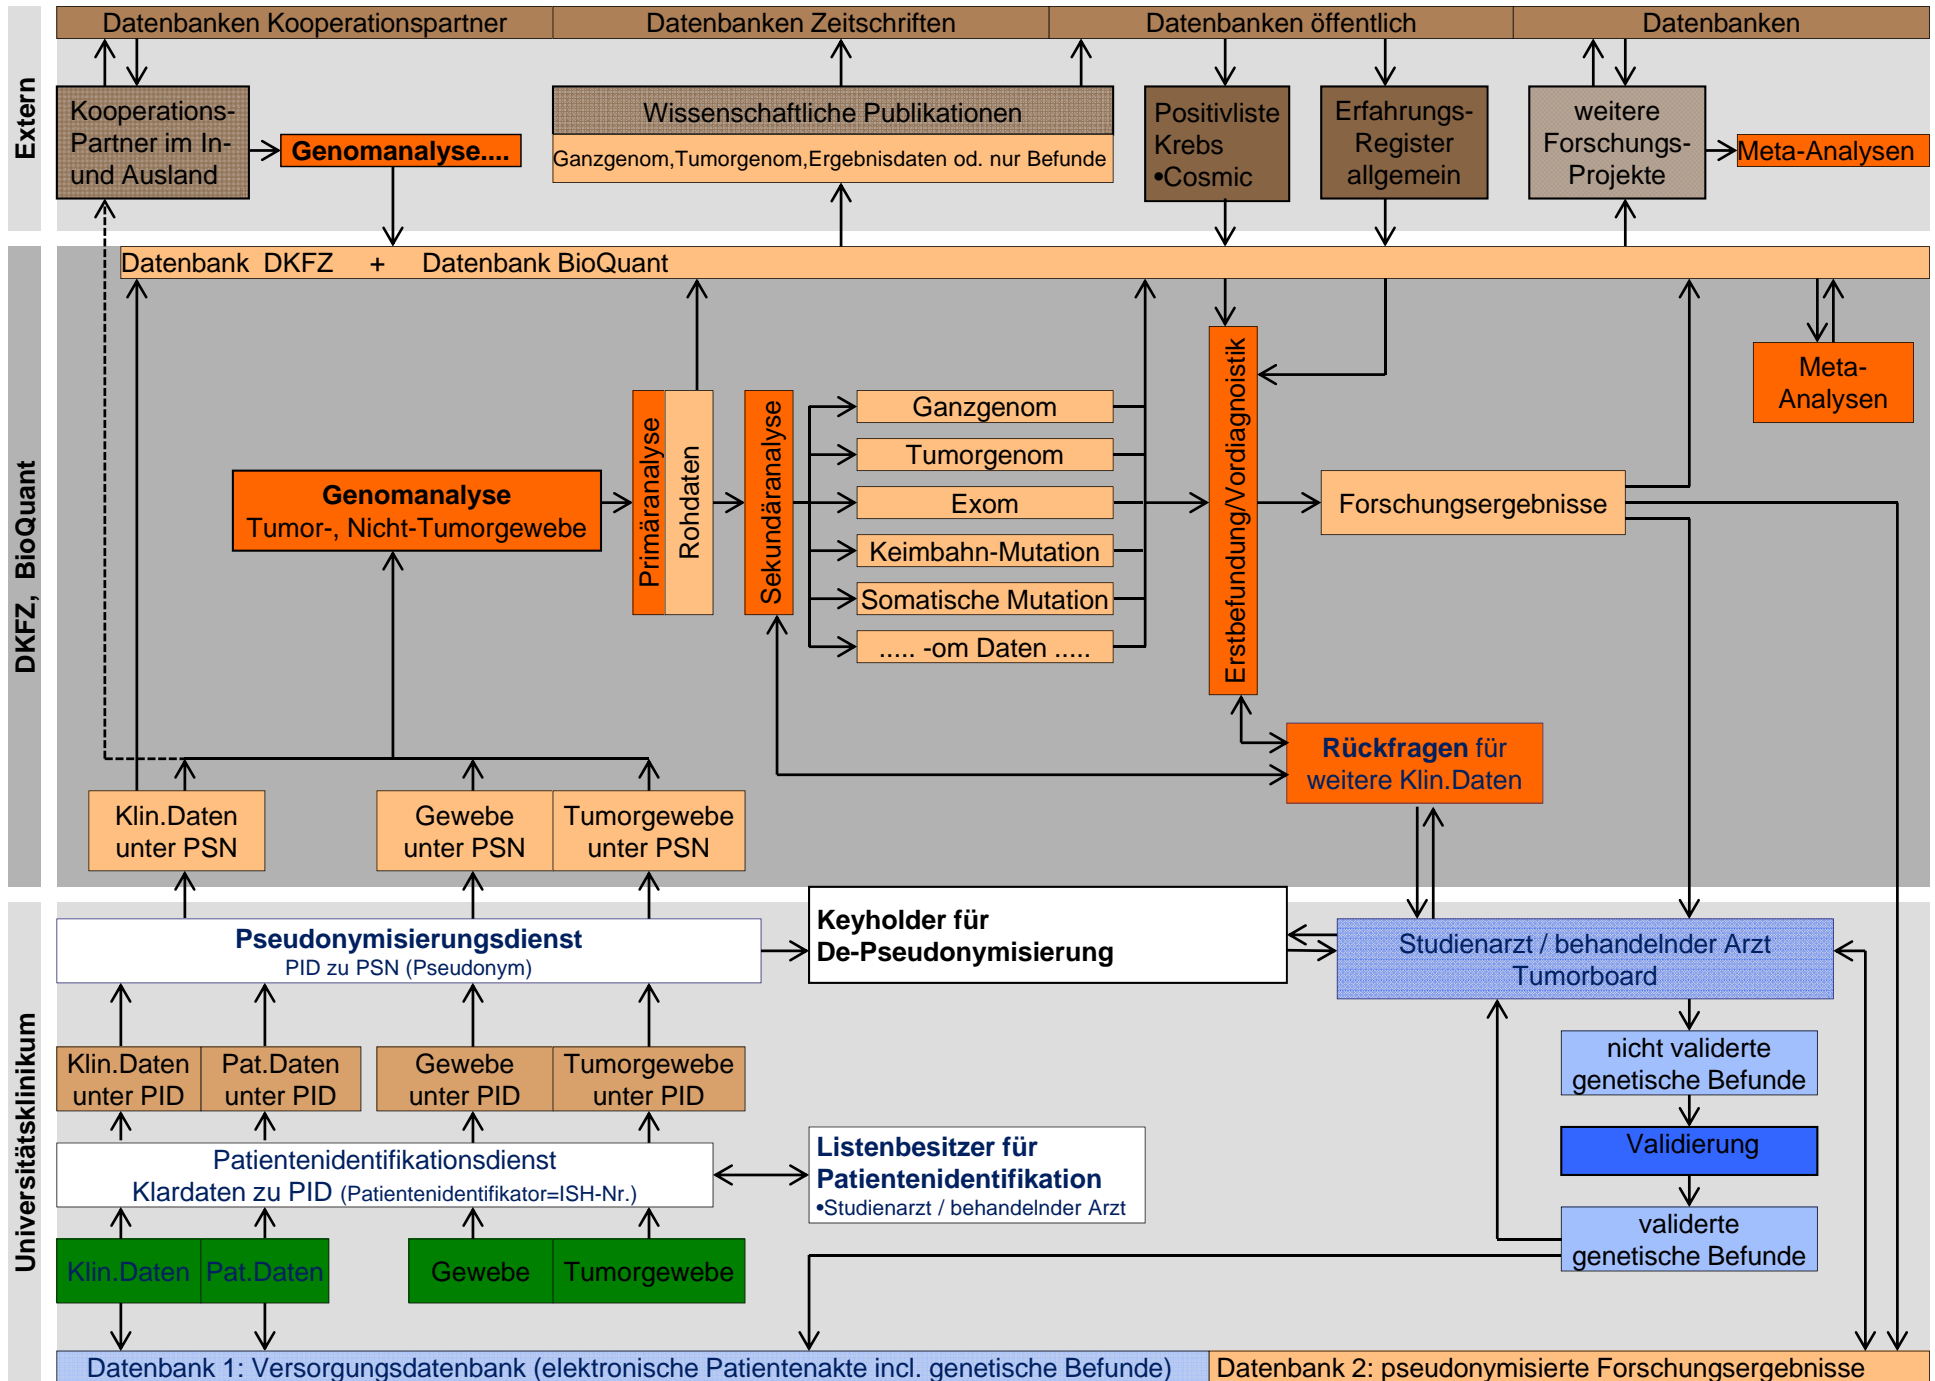 Datenbanken Kooperationspartner
Datenbanken Zeitschriften
Datenbanken öffentlich
Datenbanken
Extern
Kooperations-
Partner im In-
und Ausland
Genomanalyse....
Wissenschaftliche Publikationen
Ganzgenom,Tumorgenom,Ergebnisdaten od. nur Befunde
Positivliste
Krebs
•Cosmic
Erfahrungs-
Register
allgemein
weitere
Forschungs-
Projekte
Meta-Analysen
DKFZ, BioQuant
Datenbank DKFZ + Datenbank BioQuant
Genomanalyse
Tumor-, Nicht-Tumorgewebe
Primäranalyse
Rohdaten
Sekundäranalyse
Ganzgenom
Tumorgenom
Exom
Keimbahn-Mutation
Somatische Mutation
..... -om Daten .....
Erstbefundung/Vordiagnoistik
Forschungsergebnisse
Meta-
Analysen
Rückfragen für
weitere Klin.Daten
Klin.Daten
unter PSN
Gewebe
unter PSN
Tumorgewebe
unter PSN
Universitätsklinikum
Pseudonymisierungsdienst
PID zu PSN (Pseudonym)
Keyholder für
De-Pseudonymisierung
Studienarzt / behandelnder Arzt
Tumorboard
Klin.Daten
unter PID
Pat.Daten
unter PID
Gewebe
unter PID
Tumorgewebe
unter PID
nicht validerte
genetische Befunde
Patientenidentifikationsdienst
Klardaten zu PID (Patientenidentifikator=ISH-Nr.)
Listenbesitzer für
Patientenidentifikation
•Studienarzt / behandelnder Arzt
Validierung
validerte
genetische Befunde
Klin.Daten
Pat.Daten
Gewebe
Tumorgewebe
Datenbank 1: Versorgungsdatenbank (elektronische Patientenakte incl. genetische Befunde)
Datenbank 2: pseudonymisierte Forschungsergebnisse